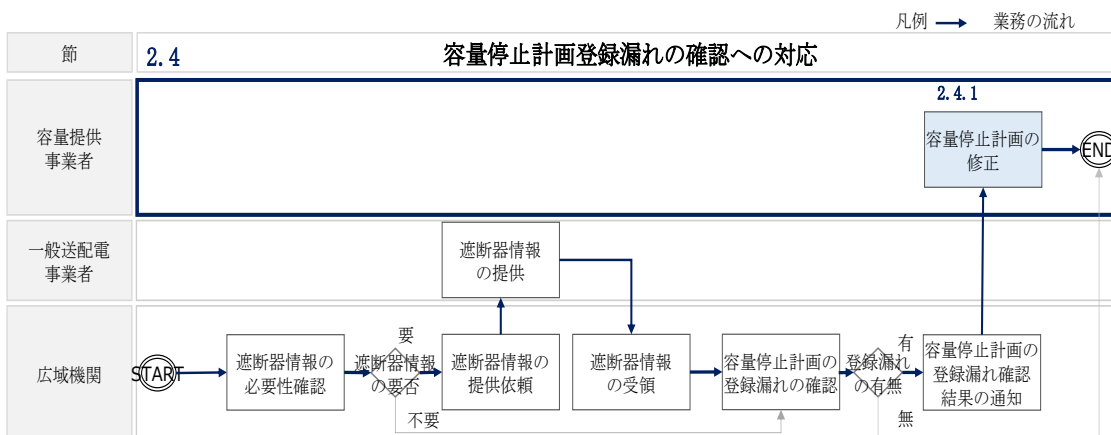 凡例 業務の流れ
節
2.4 容量停止計画登録漏れの確認への対応
容量提供
事業者
2.4.1
容量停止計画の
修正
END
一般送配電
事業者
遮断器情報
の提供
広域機関
START
遮断器情報の
必要性確認
遮断器情報
の要否
要
不要
遮断器情報の
提供依頼
遮断器情報
の受領
容量停止計画の
登録漏れの確認
登録漏れ
の有無
有
無
容量停止計画の
登録漏れ確認
結果の通知